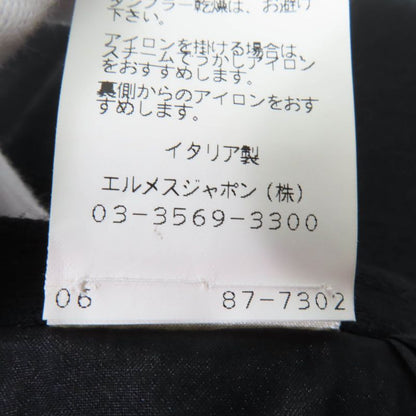 タンブラー乾燥は、お避け
下さい。
アイロンを掛ける場合は
スチームでうかしアイロン
をおすすめします。
裏側からのアイロンをおす
すめします。
イタリア製
エルメスジャポン(株)
03-3569-3300
06 87-7302